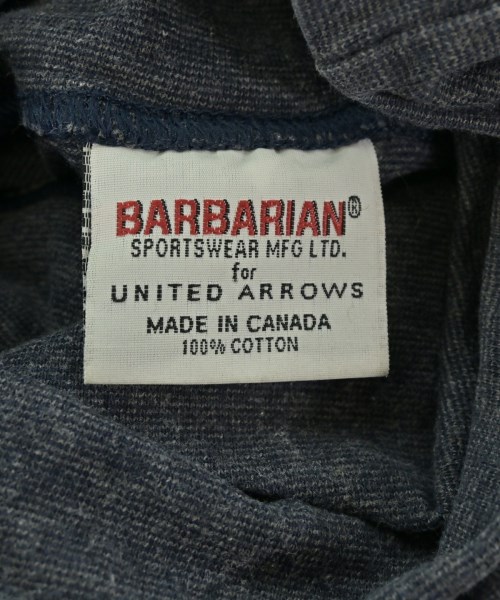 BARBARIAN®
SPORTSWEAR MFG LTD.
for
UNITED ARROWS
MADE IN CANADA
100% COTTON